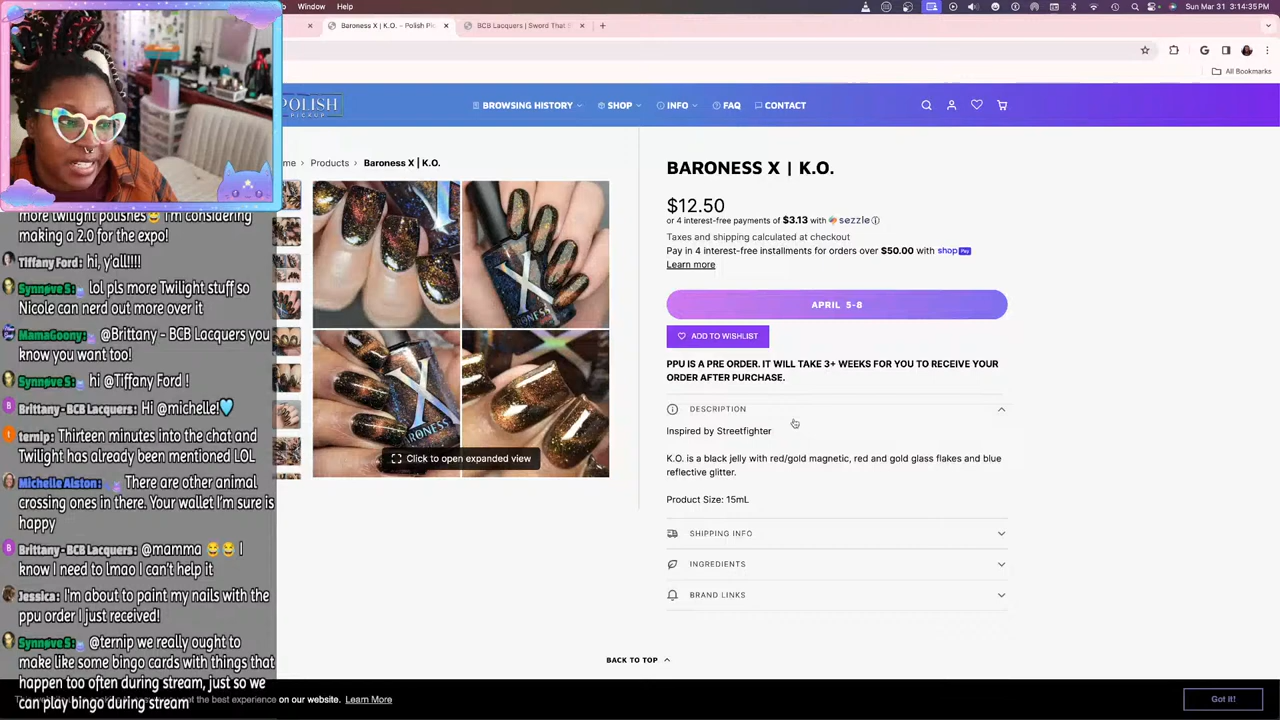 Window Help
Sun Mar 31 3:14:35 PM
Baroness X | K.O. – Polish Pic
BCB Lacquers | Sword That
All Bookmarks
POLISH
PICKUP
BROWSING HISTORY
SHOP
INFO
FAQ
CONTACT
Products > Baroness X | K.O.
BARONESS X | K.O.
$12.50
or 4 interest-free payments of $3.13 with sezzle
Taxes and shipping calculated at checkout
Pay in 4 interest-free installments for orders over $50.00 with shop Pay
Learn more
APRIL 5-8
ADD TO WISHLIST
PPU IS A PRE ORDER. IT WILL TAKE 3+ WEEKS FOR YOU TO RECEIVE YOUR
ORDER AFTER PURCHASE.
DESCRIPTION
Inspired by Streetfighter
K.O. is a black jelly with red/gold magnetic, red and gold glass flakes and blue
reflective glitter.
Product Size: 15mL
SHIPPING INFO
INGREDIENTS
BRAND LINKS
BACK TO TOP
X
BARONESS
X
BARONESS
Click to open expanded view
more twilight polishes😅 I'm considering
making a 2.0 for the expo!
Tiffany Ford: hi, y'all!!!!
Synnøve S: lol pls more Twilight stuff so
Nicole can nerd out more over it
MamaGoony: @Brittany - BCB Lacquers you
know you want too!
Synnøve S: hi @Tiffany Ford !
Brittany - BCB Lacquers: Hi @michelle!🩵
ternip: Thirteen minutes into the chat and
Twilight has already been mentioned LOL
Michelle Alston: There are other animal
crossing ones in there. Your wallet I'm sure is
happy
Brittany - BCB Lacquers: @mamma 😂😂 I
know I need to lmao I can't help it
Jessica: I'm about to paint my nails with the
ppu order I just received!
Synnøve S: @ternip we really ought to
make like some bingo cards with things that
happen too often during stream, just so we
can play bingo during stream
the best experience on our website. Learn More
Got it!